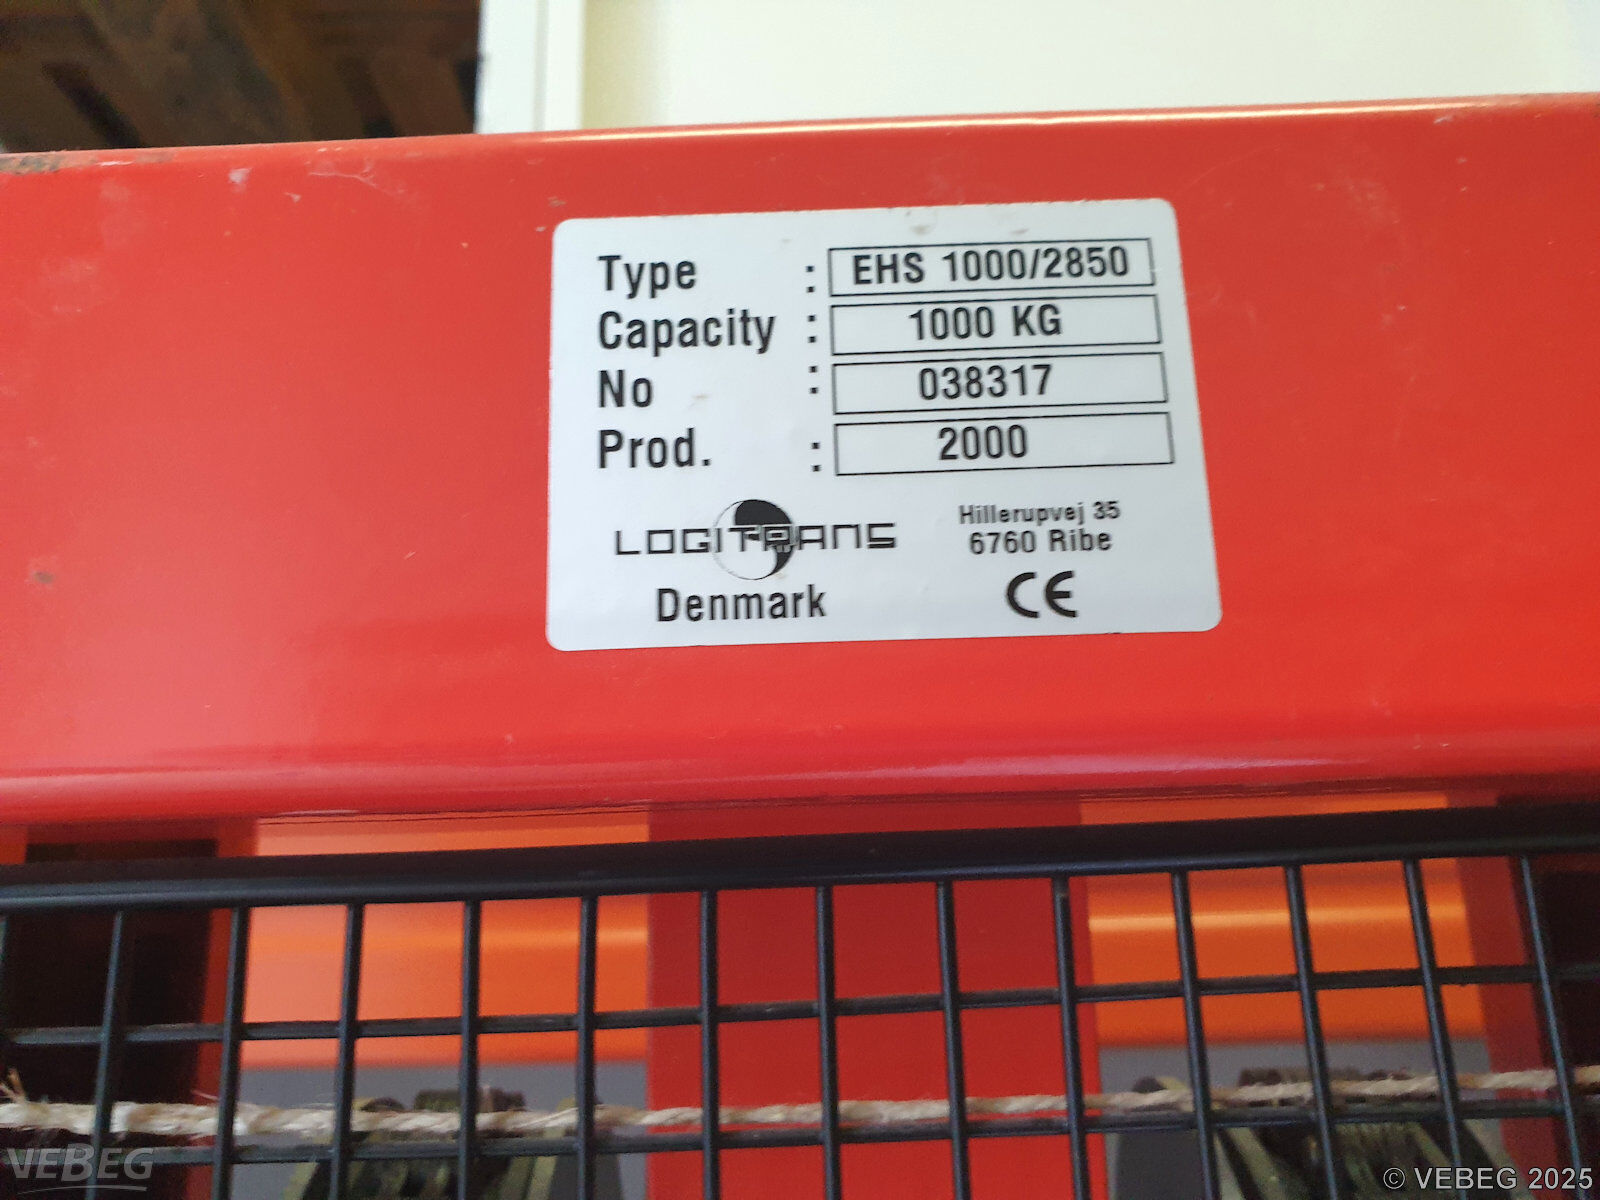 Type : EHS 1000/2850
Capacity : 1000 KG
No : 038317
Prod. : 2000
LOGITRANS
Denmark
Hillerupvej 35
6760 Ribe
CE
VEBEG
© VEBEG 2025